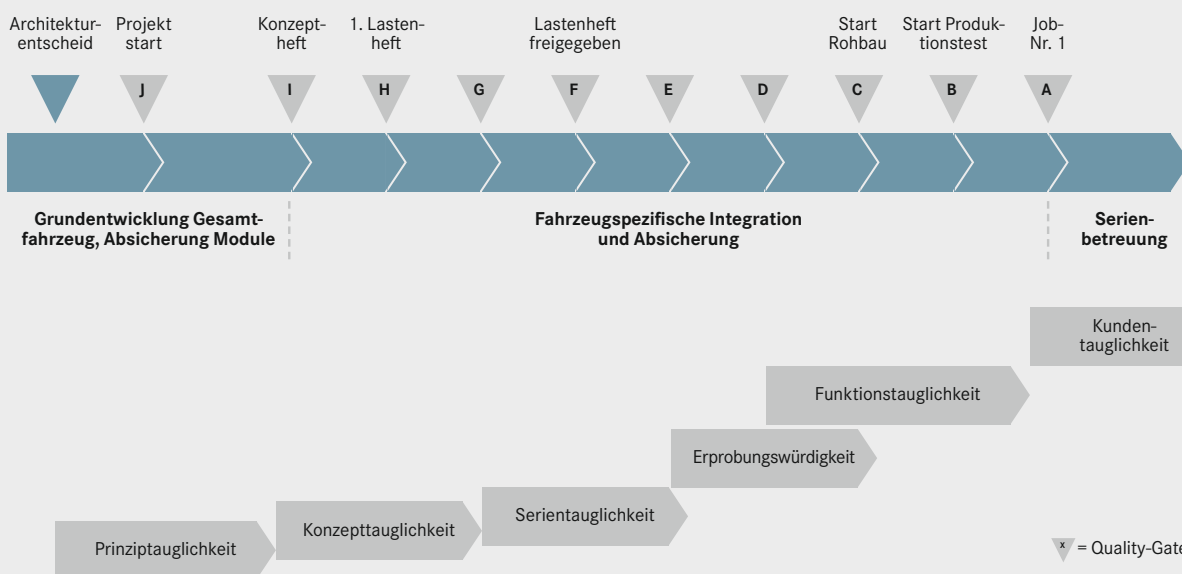 Architektur-
entscheid
Projekt
start
Konzept-
heft
1. Lasten-
heft
Lastenheft
freigegeben
Start
Rohbau
Start Produk-
tionstest
Job-
Nr. 1
J
I
H
G
F
E
D
C
B
A
Grundentwicklung Gesamt-
fahrzeug, Absicherung Module
Fahrzeugspezifische Integration
und Absicherung
Serien-
betreuung
Kunden-
tauglichkeit
Funktionstauglichkeit
Erprobungswürdigkeit
Serientauglichkeit
Konzepttauglichkeit
Prinziptauglichkeit
x = Quality-Gate